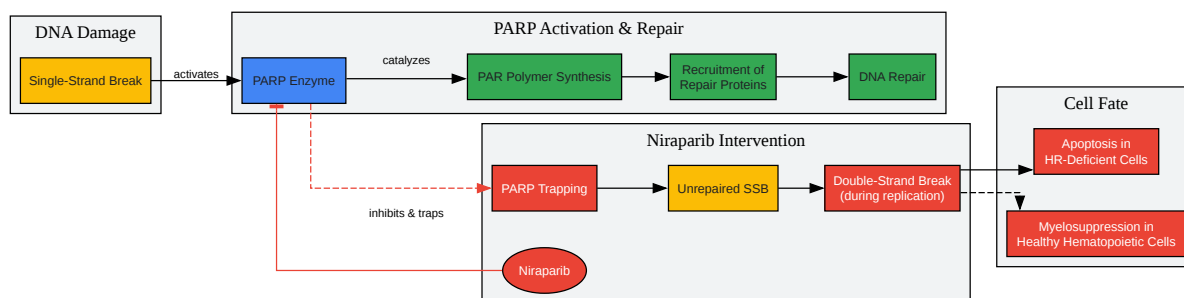 DNA Damage
Single-Strand Break
activates
PARP Activation & Repair
PARP Enzyme
catalyzes
PAR Polymer Synthesis
Recruitment of
Repair Proteins
DNA Repair
Niraparib Intervention
PARP Trapping
Unrepaired SSB
Double-Strand Break
(during replication)
inhibits & traps
Niraparib
Cell Fate
Apoptosis in
HR-Deficient Cells
Myelosuppression in
Healthy Hematopoietic Cells